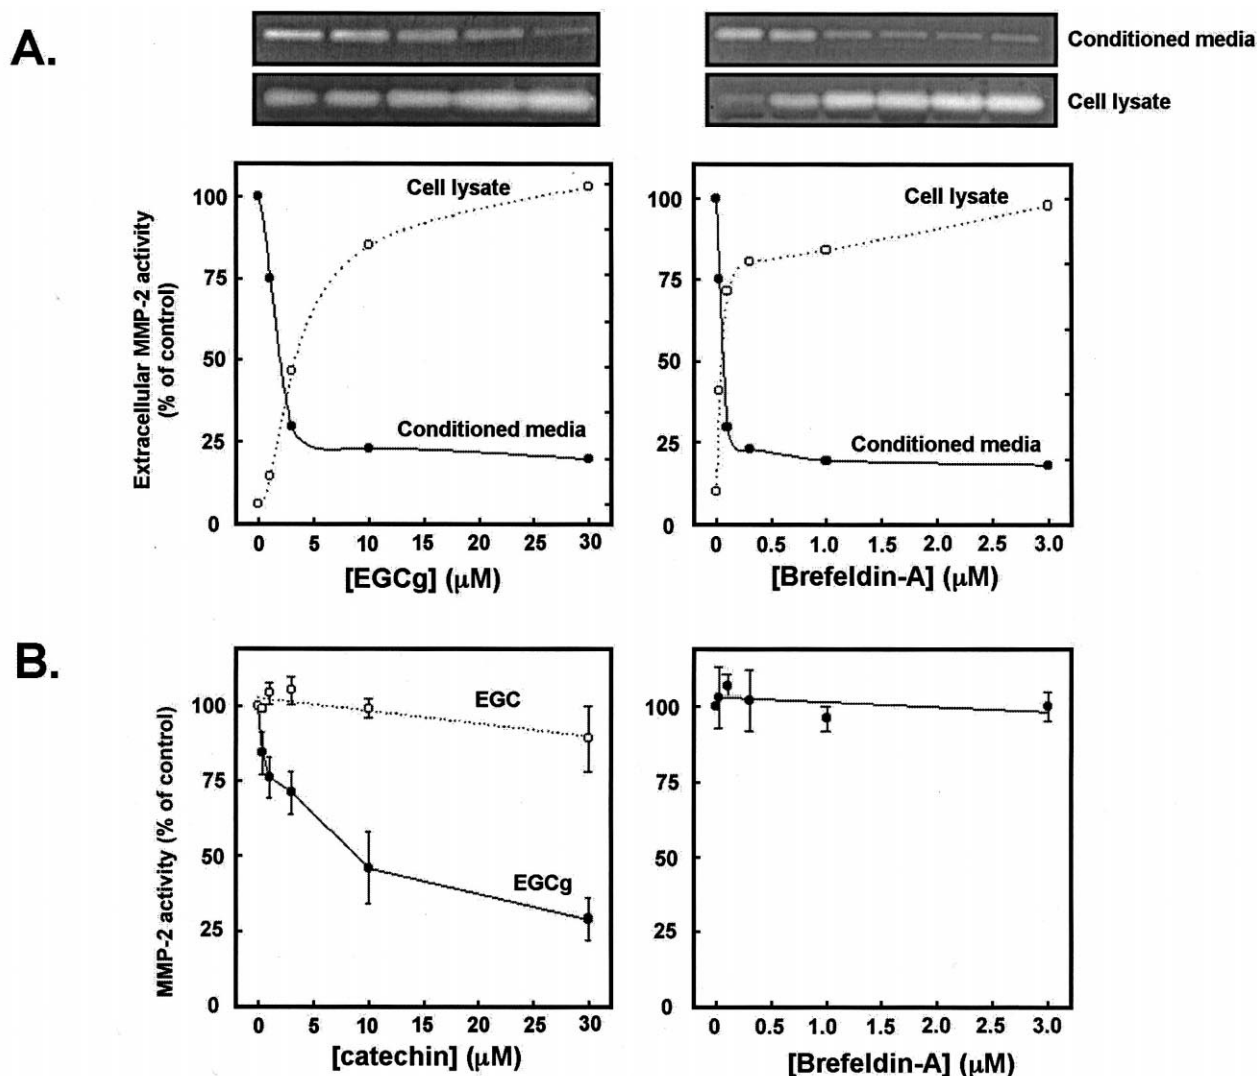 A.
Conditioned media
Cell lysate
Extracellular MMP-2 activity
(% of control)
100
75
50
25
0
Cell lysate
Conditioned media
0 5 10 15 20 25 30
[EGCg] (μM)
100
75
50
25
0
Cell lysate
Conditioned media
0 0.5 1.0 1.5 2.0 2.5 3.0
[Brefeldin-A] (μM)
B.
MMP-2 activity (% of control)
100
75
50
25
0
EGC
EGCg
0 5 10 15 20 25 30
[catechin] (μM)
100
75
50
25
0
0 0.5 1.0 1.5 2.0 2.5 3.0
[Brefeldin-A] (μM)